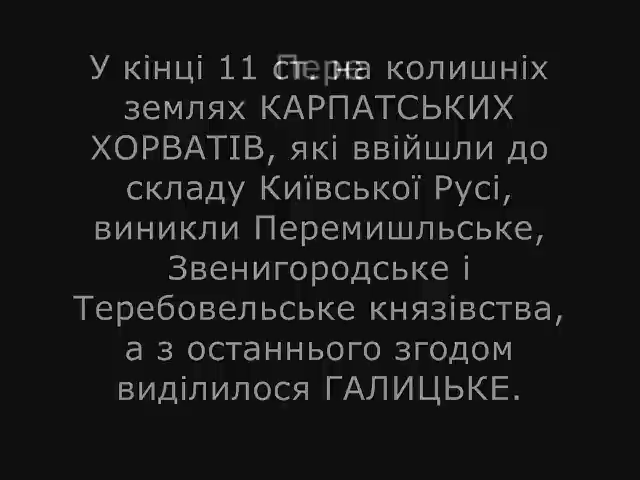 У кінці 11 ст. на колишніх
землях КАРПАТСЬКИХ
ХОРВАТІВ, які ввійшли до
складу Київської Русі,
виникли Перемишльське,
Звенигородське і
Теребовельське князівства,
а з останнього згодом
виділилося ГАЛИЦЬКЕ.